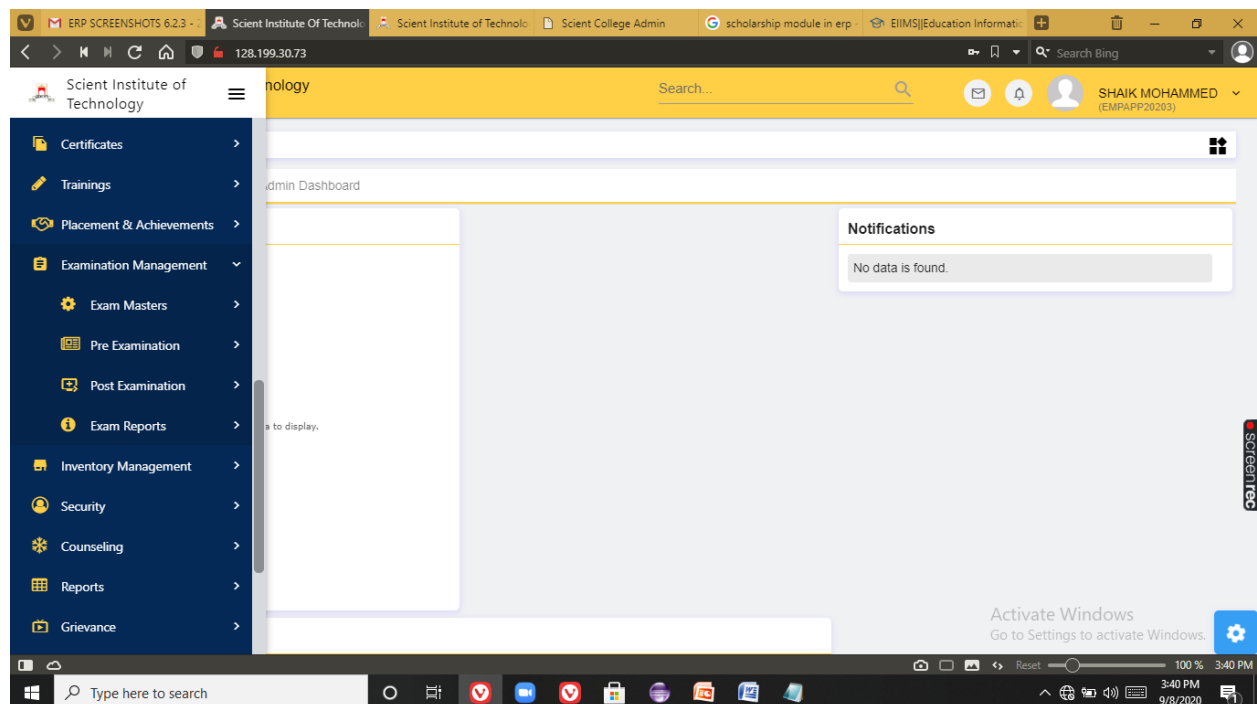 ERP SCREENSHOTS 6.2.3 -
Scient Institute Of Technolo
Scient Institute of Technolo
Scient College Admin
scholarship module in erp -
EIIMS||Education Informatic
128.199.30.73
Search Bing
Scient Institute of
Technology
nology
Search...
SHAIK MOHAMMED
(EMPAPP20203)
Certificates
Trainings
Placement & Achievements
Examination Management
Exam Masters
Pre Examination
Post Examination
Exam Reports
Inventory Management
Security
Counseling
Reports
Grievance
dmin Dashboard
a to display.
Notifications
No data is found.
screenrec
Activate Windows
Go to Settings to activate Windows.
Reset
100 %
3:40 PM
Type here to search
3:40 PM
9/8/2020